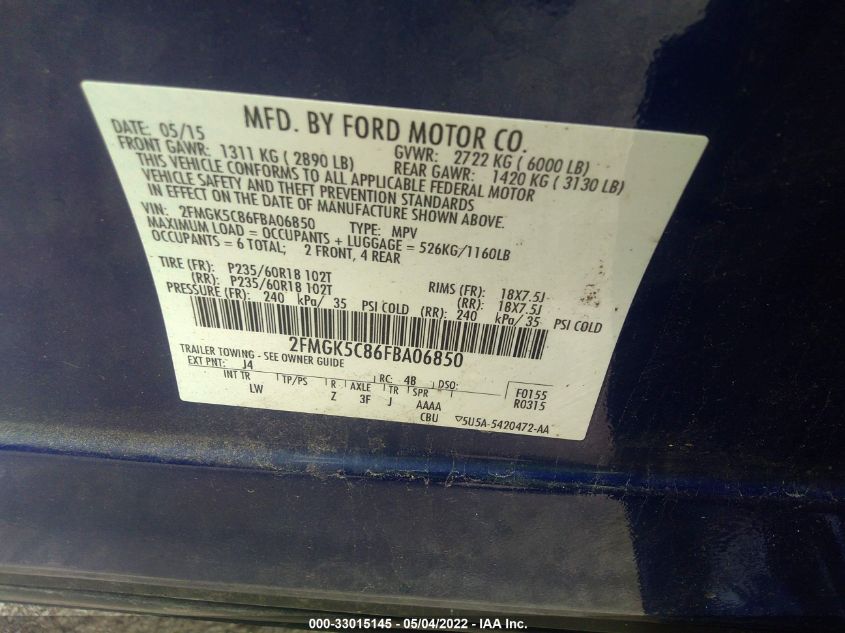 MFD. BY FORD MOTOR CO.
DATE: 05/15 GVWR: 2722 KG ( 6000 LB)
FRONT GAWR: 1311 KG ( 2890 LB) REAR GAWR: 1420 KG ( 3130 LB)
THIS VEHICLE CONFORMS TO ALL APPLICABLE FEDERAL MOTOR
VEHICLE SAFETY AND THEFT PREVENTION STANDARDS
IN EFFECT ON THE DATE OF MANUFACTURE SHOWN ABOVE.
VIN: 2FMGK5C86FBA06850 TYPE: MPV
MAXIMUM LOAD = OCCUPANTS + LUGGAGE = 526KG/1160LB
OCCUPANTS = 6 TOTAL; 2 FRONT, 4 REAR
TIRE (FR): P235/60R18 102T RIMS (FR): 18X7.5J
(RR): P235/60R18 102T (RR): 18X7.5J
PRESSURE (FR): 240 kPa/ 35 PSI COLD (RR): 240 kPa/ 35 PSI COLD
2FMGK5C86FBA06850
TRAILER TOWING - SEE OWNER GUIDE
EXT PNT: J4 RC: 4B DSO: F0155
INT TR TP/PS R AXLE TR SPR R0315
LW Z 3F J AAAA
CBU 5U5A-5420472-AA
000-33015145 - 05/04/2022 - IAA Inc.